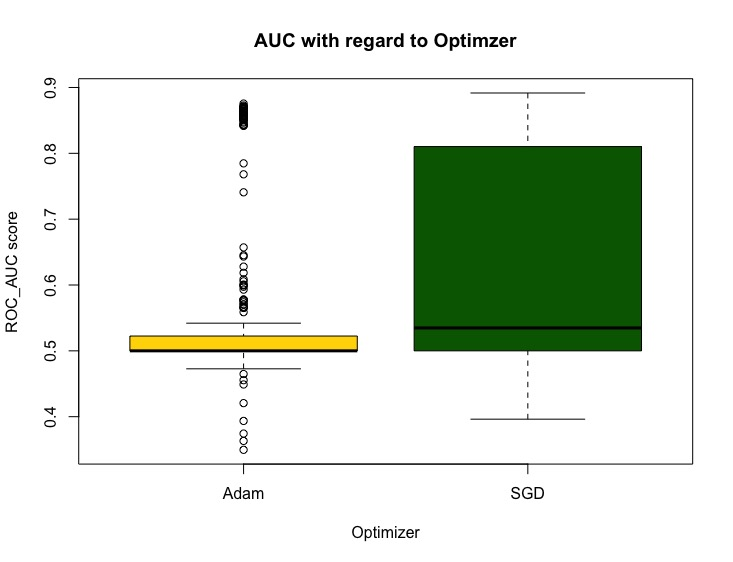 AUC with regard to Optimzer
ROC_AUC score
0.9
0.8
0.7
0.6
0.5
0.4
Adam
SGD
Optimizer